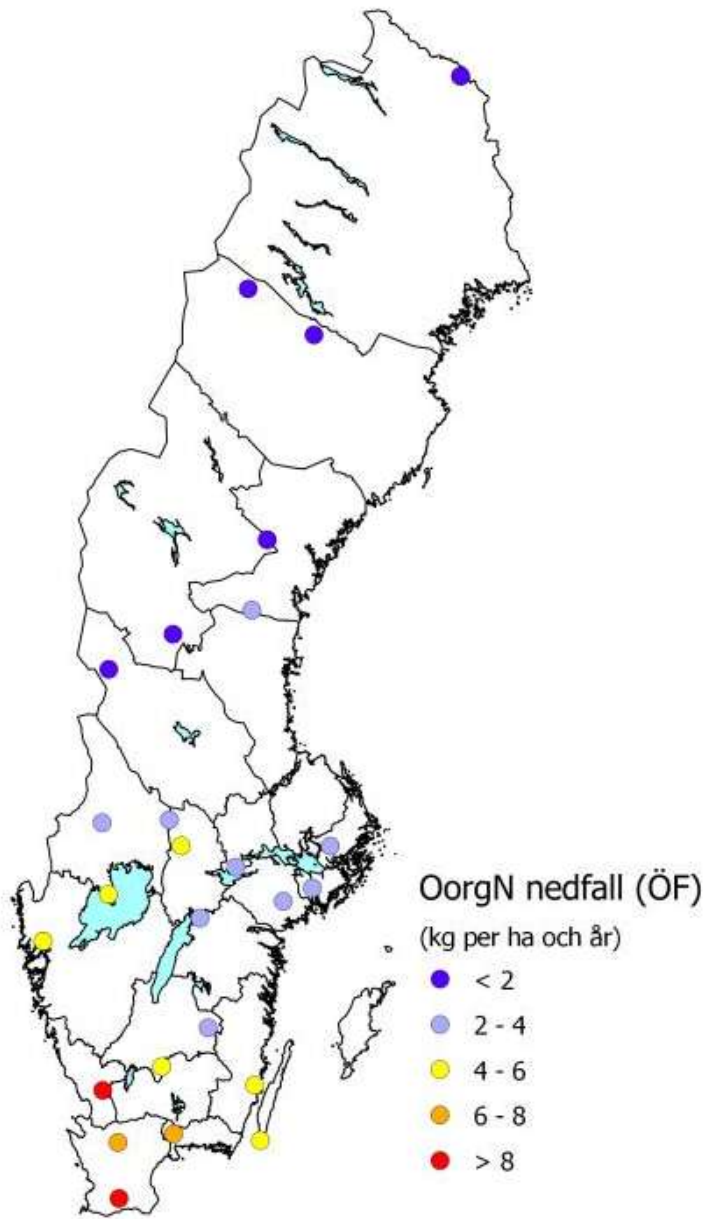 OorgN nedfall (ÖF)
(kg per ha och år)
< 2
2 - 4
4 - 6
6 - 8
> 8